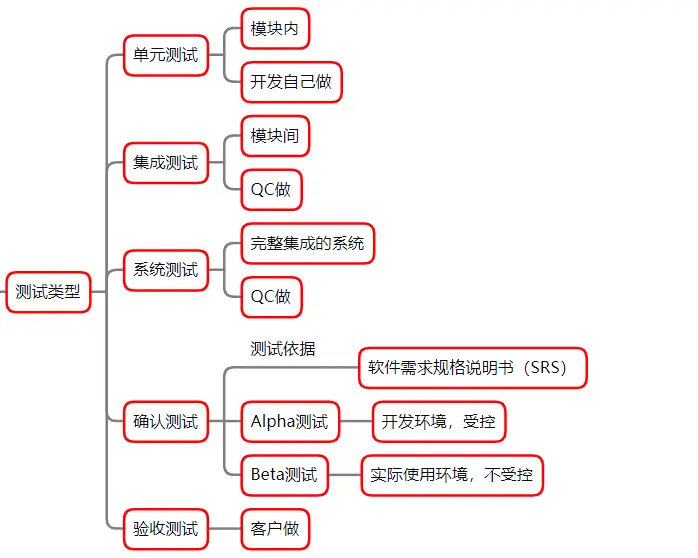 测试类型
单元测试
模块内
开发自己做
集成测试
模块间
QC做
系统测试
完整集成的系统
QC做
确认测试
测试依据
软件需求规格说明书（SRS）
Alpha测试
开发环境，受控
Beta测试
实际使用环境，不受控
验收测试
客户做